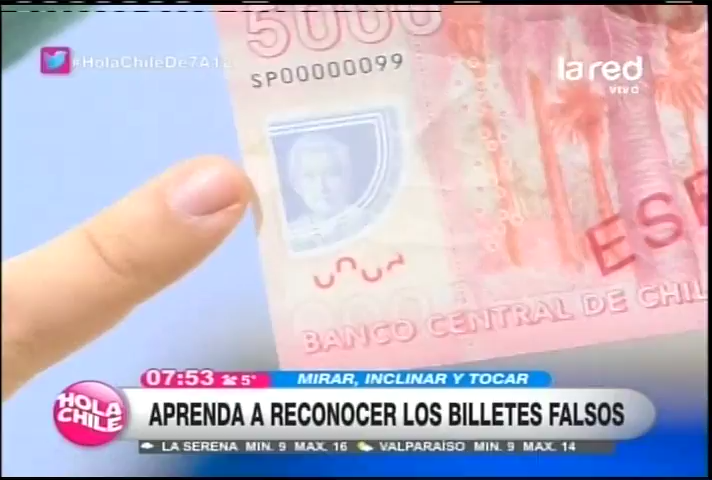 5000
SP00000099
#HolaChileDe7A12
la red
VIVO
ESP
BANCO CENTRAL DE CHIL
07:53 5°
MIRAR, INCLINAR Y TOCAR
HOLA CHILE
APRENDA A RECONOCER LOS BILLETES FALSOS
LA SERENA MIN. 9 MAX. 16 VALPARAÍSO MIN. 9 MAX. 14